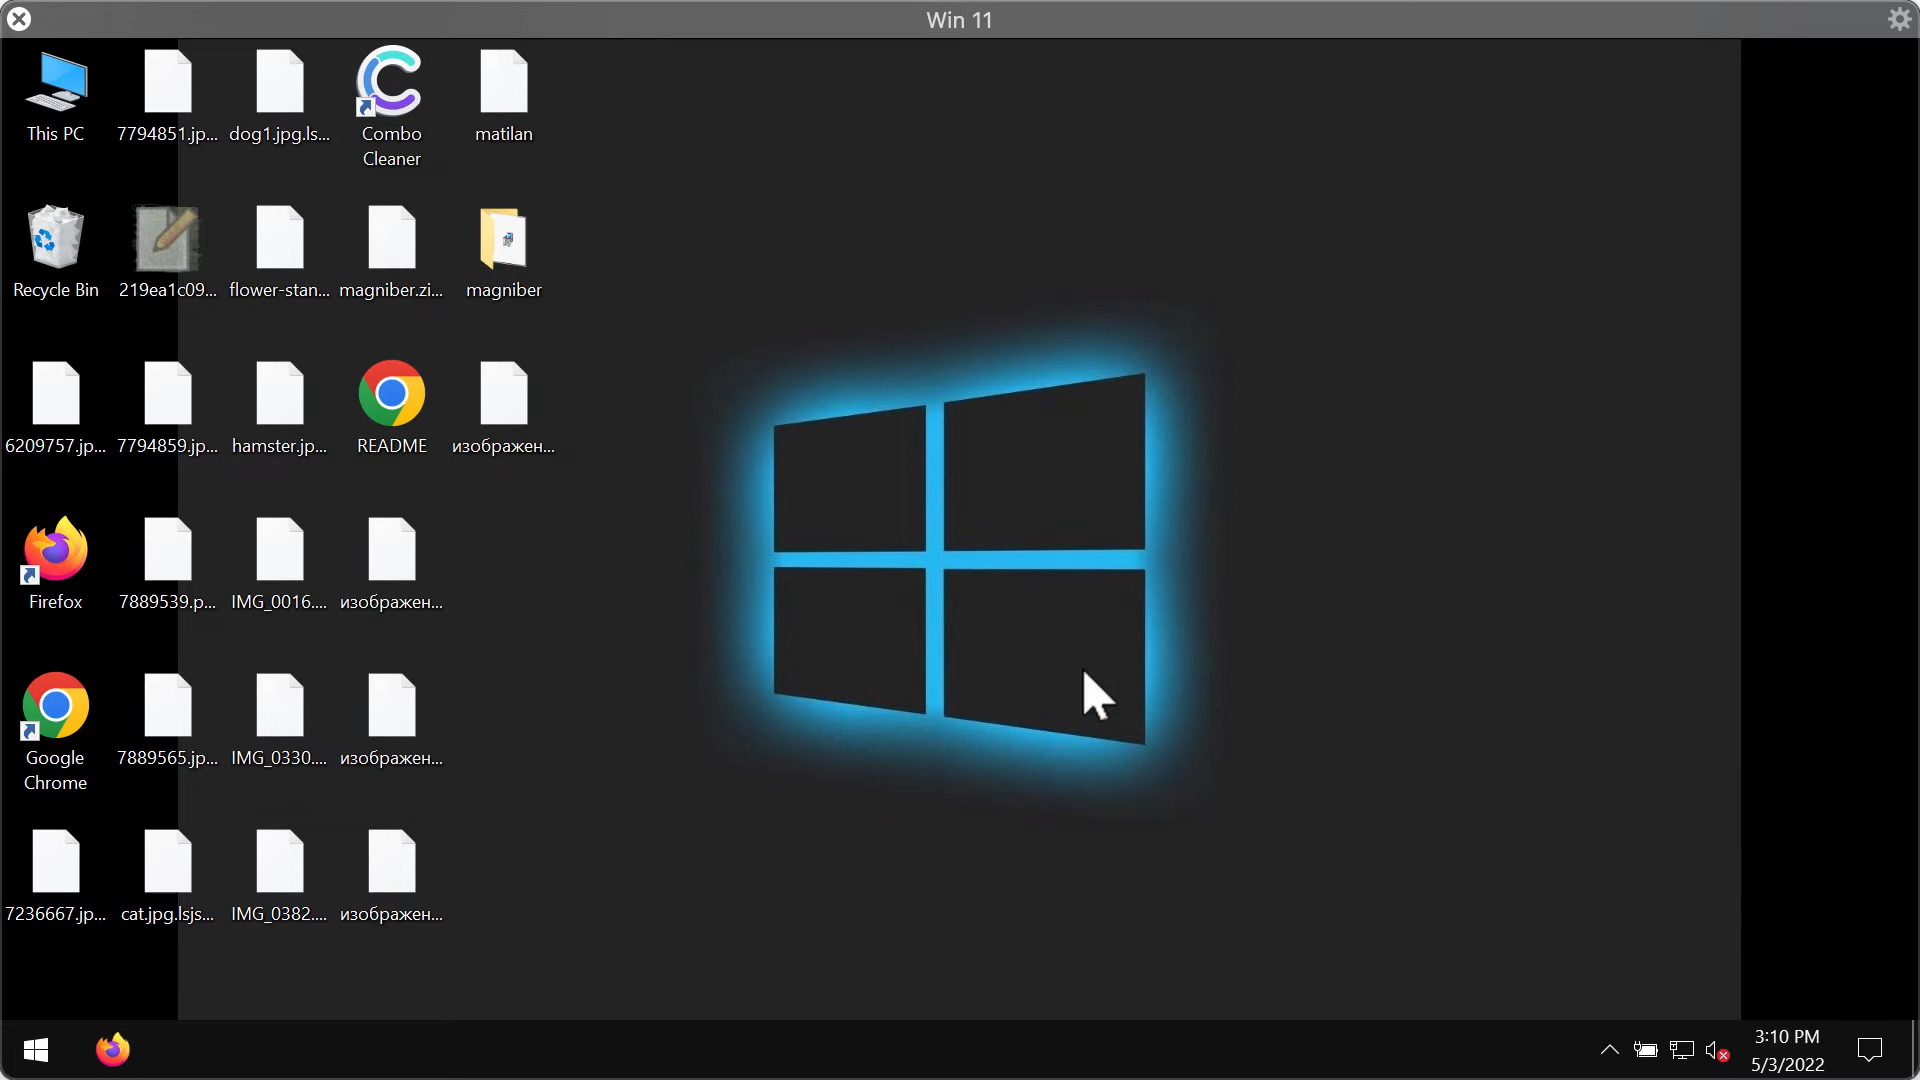 Win 11
This PC
7794851.jp...
dog1.jpg.ls...
Combo
Cleaner
matilan
Recycle Bin
219ea1c09...
flower-stan...
magniber.zi...
magniber
6209757.jp...
7794859.jp...
hamster.jp...
README
изображен...
Firefox
7889539.p...
IMG_0016....
изображен...
Google
Chrome
7889565.jp...
IMG_0330....
изображен...
7236667.jp...
cat.jpg.lsjs...
IMG_0382....
изображен...
3:10 PM
5/3/2022